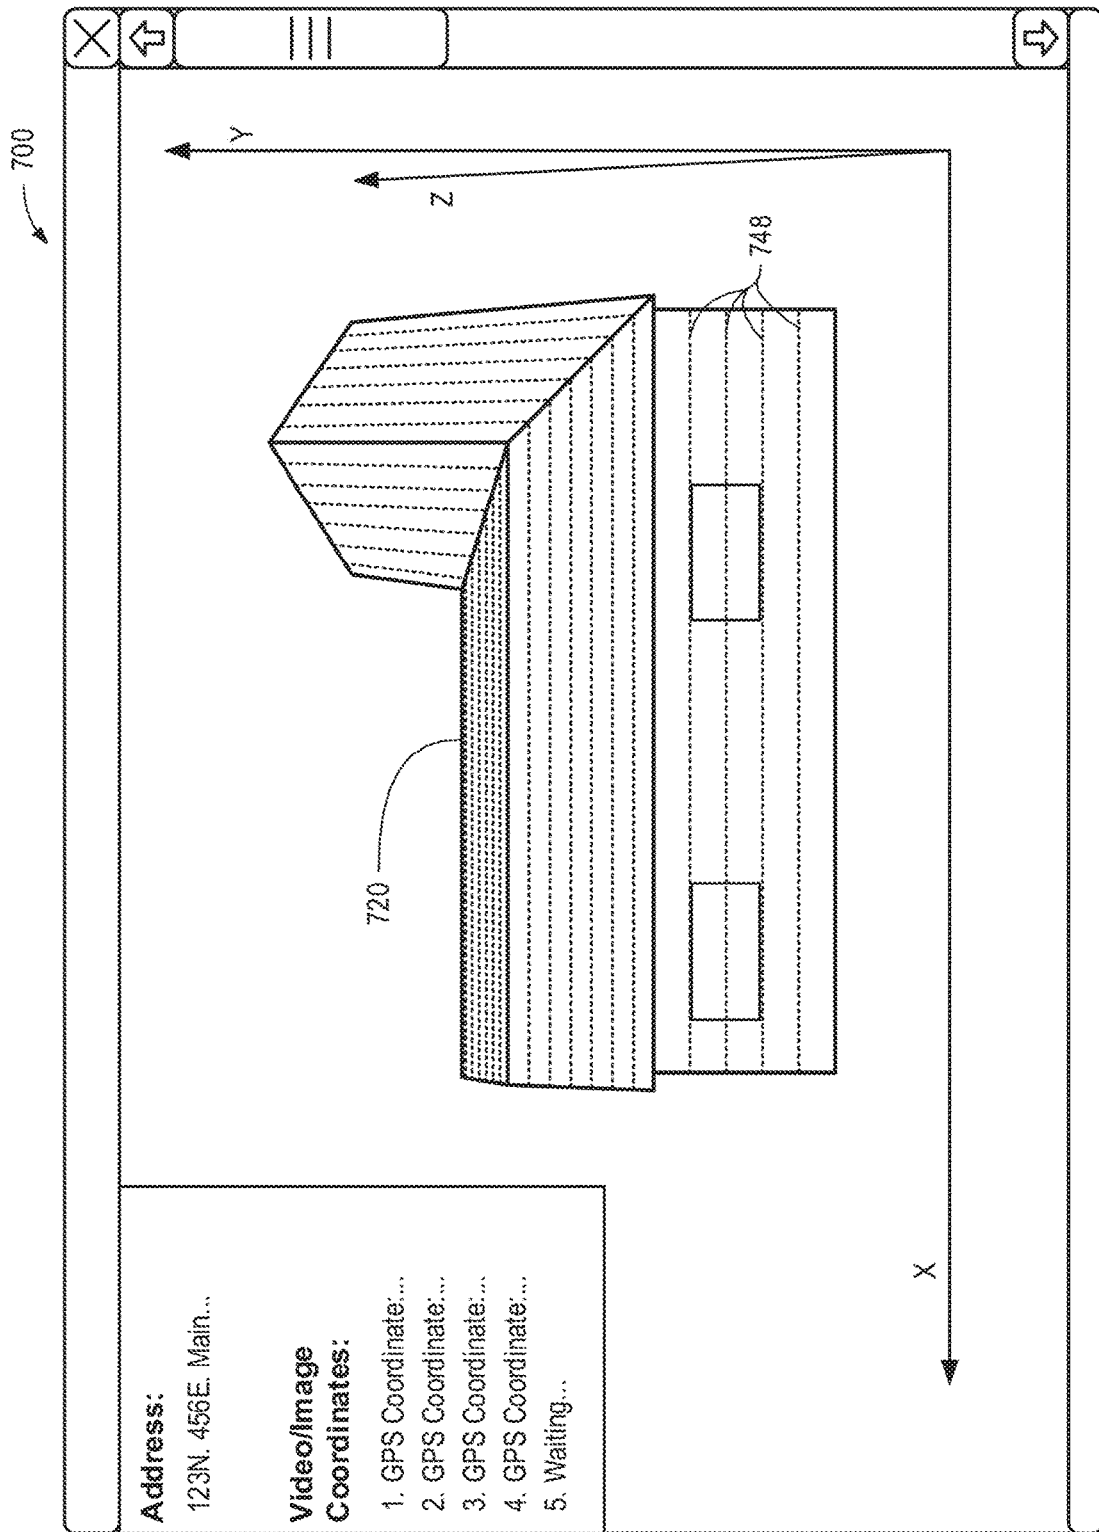 700
Address:
123N. 456E. Main...
Video/Image
Coordinates:
1. GPS Coordinate:...
2. GPS Coordinate:...
3. GPS Coordinate:...
4. GPS Coordinate:...
5. Waiting...
720
748
Y
Z
X